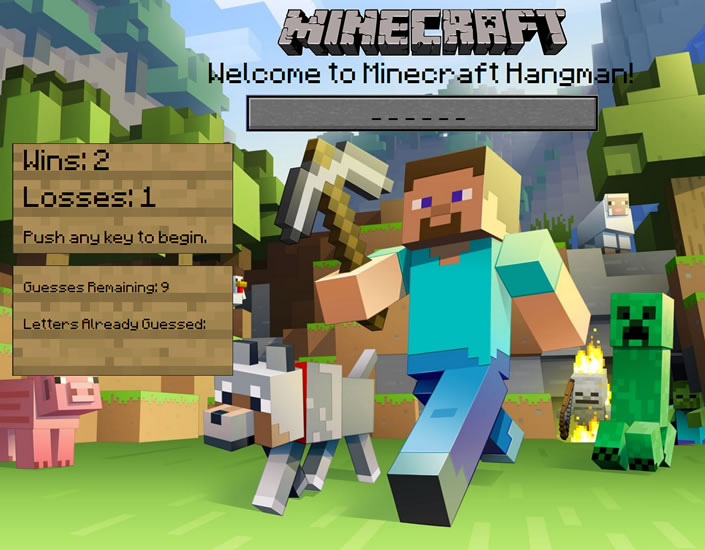 MINECRAFT
Welcome to Minecraft Hangman!
_ _ _ _ _ _
Wins: 2
Losses: 1
Push any key to begin.
Guesses Remaining: 9
Letters Already Guessed: